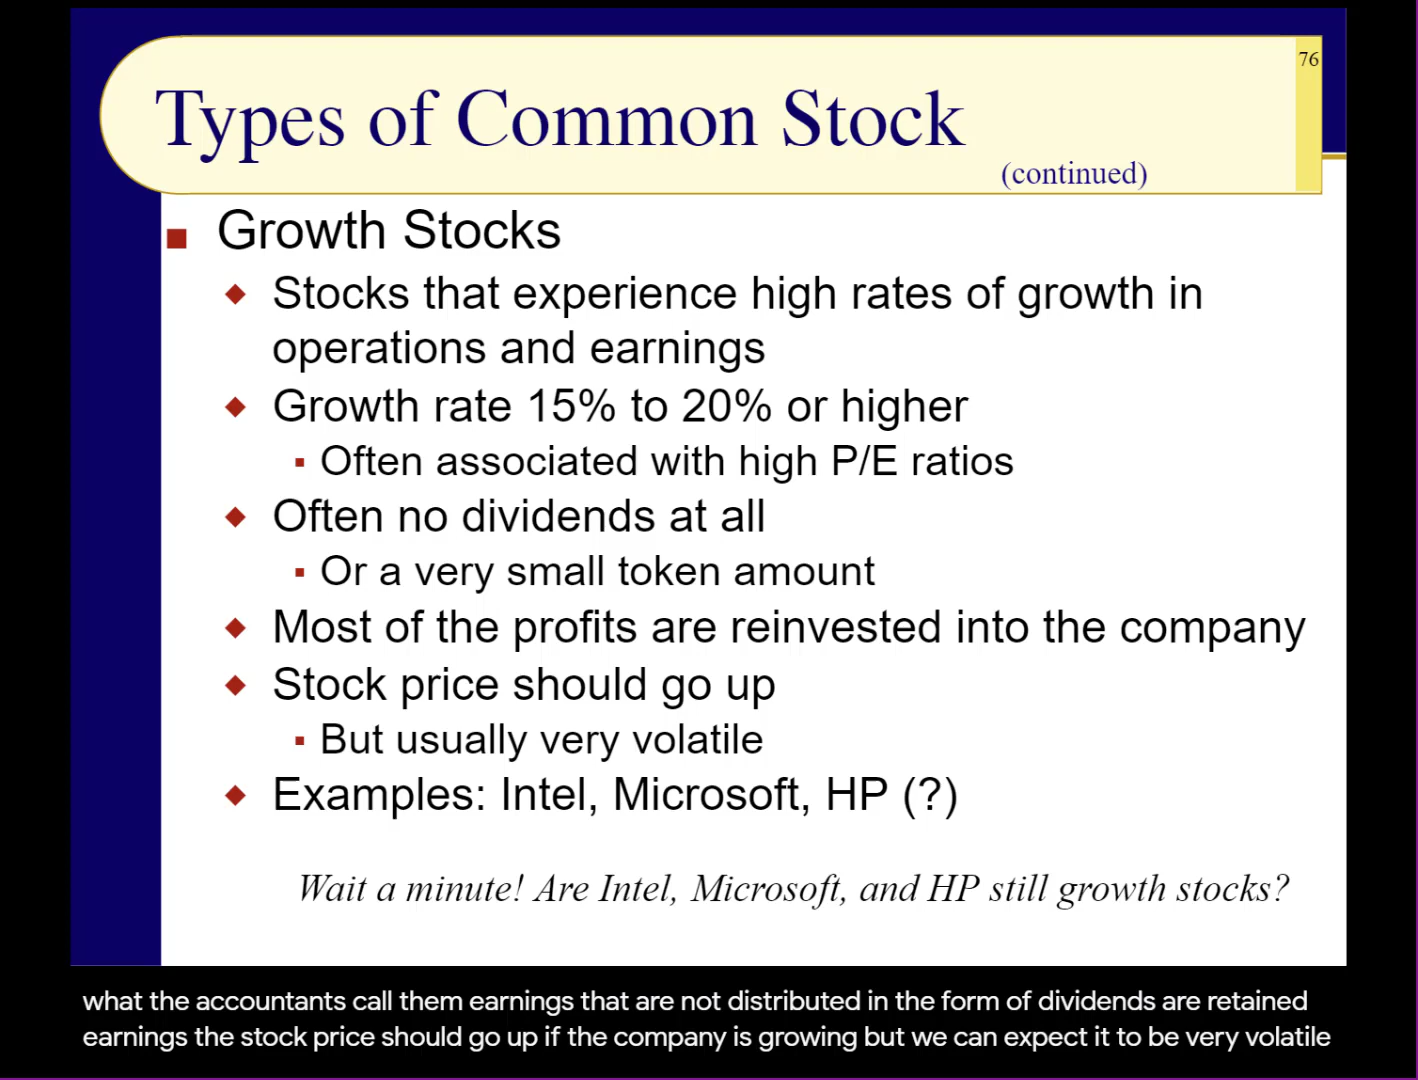 76
Types of Common Stock
(continued)
Growth Stocks
Stocks that experience high rates of growth in
operations and earnings
Growth rate 15% to 20% or higher
Often associated with high P/E ratios
Often no dividends at all
Or a very small token amount
Most of the profits are reinvested into the company
Stock price should go up
But usually very volatile
Examples: Intel, Microsoft, HP (?)
Wait a minute! Are Intel, Microsoft, and HP still growth stocks?
what the accountants call them earnings that are not distributed in the form of dividends are retained
earnings the stock price should go up if the company is growing but we can expect it to be very volatile